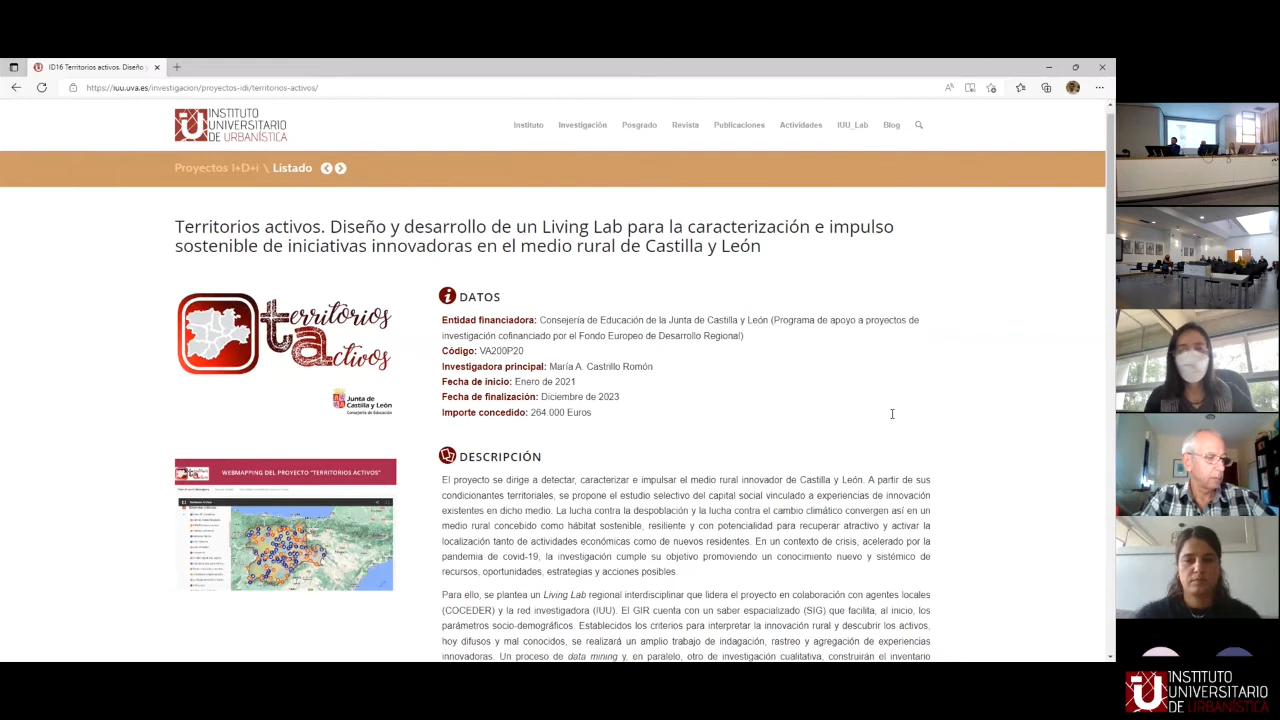 ID16 Territorios activos. Diseño y
https://iuu.uva.es/investigacion/proyectos-idi/territorios-activos/
INSTITUTO
UNIVERSITARIO
DE URBANÍSTICA
Instituto Investigación Posgrado Revista Publicaciones Actividades IUU_Lab Blog
Proyectos I+D+i \ Listado
Territorios activos. Diseño y desarrollo de un Living Lab para la caracterización e impulso
sostenible de iniciativas innovadoras en el medio rural de Castilla y León
territorios
ta
activos
Junta de
Castilla y León
Consejería de Educación
DATOS
Entidad financiadora: Consejería de Educación de la Junta de Castilla y León (Programa de apoyo a proyectos de
investigación cofinanciado por el Fondo Europeo de Desarrollo Regional)
Código: VA200P20
Investigadora principal: María A. Castrillo Romón
Fecha de inicio: Enero de 2021
Fecha de finalización: Diciembre de 2023
Importe concedido: 264.000 Euros
WEBMAPPING DEL PROYECTO "TERRITORIOS ACTIVOS"
DESCRIPCIÓN
El proyecto se dirige a detectar, caracterizar e impulsar el medio rural innovador de Castilla y León. A partir de sus
condicionantes territoriales, se propone el estudio selectivo del capital social vinculado a experiencias de innovación
existentes en dicho medio. La lucha contra la despoblación y la lucha contra el cambio climático convergen así en un
medio rural concebido como hábitat sostenible, resiliente y con potencialidad para recuperar atractivo y activar la
localización tanto de actividades económicas como de nuevos residentes. En un contexto de crisis, acelerado por la
pandemia de covid-19, la investigación cumple su objetivo promoviendo un conocimiento nuevo y sistémico de
recursos, oportunidades, estrategias y acciones posibles.
Para ello, se plantea un Living Lab regional interdisciplinar que lidera el proyecto en colaboración con agentes locales
(COCEDER) y la red investigadora (IUU). El GIR cuenta con un saber espacializado (SIG) que facilita, al inicio, los
parámetros socio-demográficos. Establecidos los criterios para interpretar la innovación rural y descubrir los activos,
hoy difusos y mal conocidos, se realizará un amplio trabajo de indagación, rastreo y agregación de experiencias
innovadoras. Un proceso de data mining y, en paralelo, otro de investigación cualitativa, construirán el inventario
INSTITUTO
UNIVERSITARIO
DE URBANÍSTICA